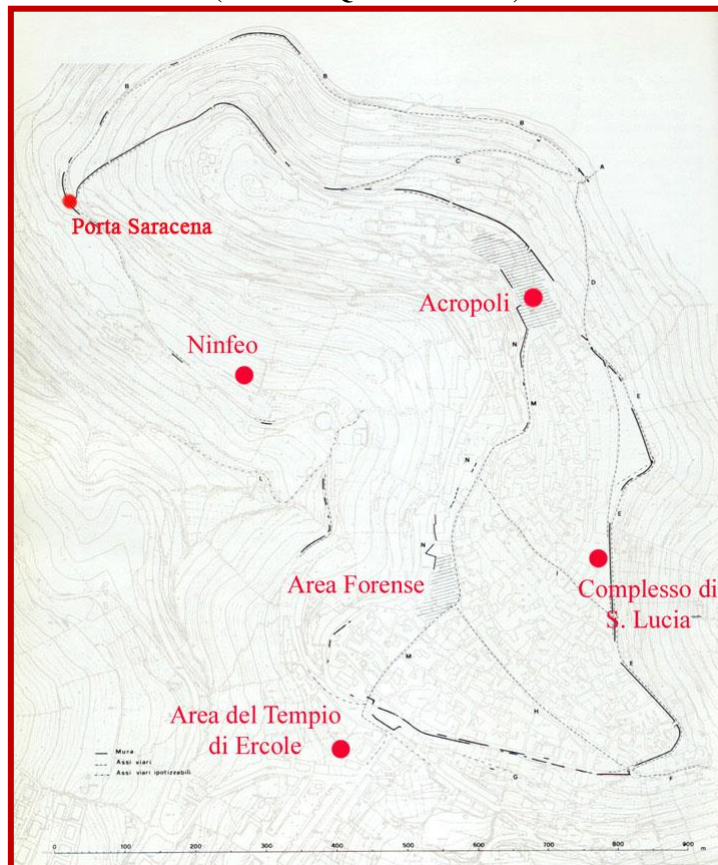 B
B
B
A
C
Porta Saracena
D
Acropoli
N
Ninfeo
M
E
N
L
E
N
I
Area Forense
Complesso di
S. Lucia
M
E
Area del Tempio
di Ercole
H
Mura
Assi viari
Assi viari ipotizzabili
G
F
0 100 200 300 400 500 600 700 800 900 m